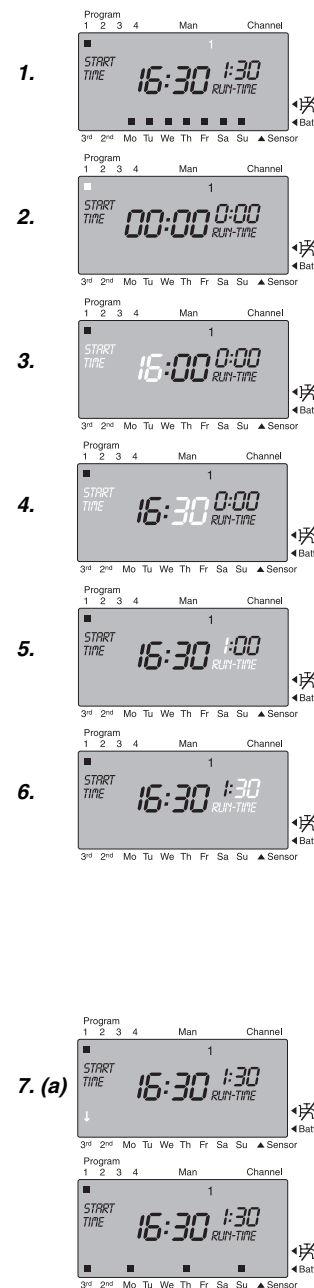 Program
1 2 3 4 Man Channel
1. 1
START TIME 16:30 1:30 RUN-TIME
◀Bat
3rd 2nd Mo Tu We Th Fr Sa Su ▲Sensor
Program
1 2 3 4 Man Channel
2. 1
START TIME 00:00 0:00 RUN-TIME
◀Bat
3rd 2nd Mo Tu We Th Fr Sa Su ▲Sensor
Program
1 2 3 4 Man Channel
3. 1
START TIME 16:00 0:00 RUN-TIME
◀Bat
3rd 2nd Mo Tu We Th Fr Sa Su ▲Sensor
Program
1 2 3 4 Man Channel
4. 1
START TIME 16:30 0:00 RUN-TIME
◀Batt
3rd 2nd Mo Tu We Th Fr Sa Su ▲Sensor
Program
1 2 3 4 Man Channel
5. 1
START TIME 16:30 1:00 RUN-TIME
◀Bat
3rd 2nd Mo Tu We Th Fr Sa Su ▲Sensor
Program
1 2 3 4 Man Channel
6. 1
START TIME 16:30 1:30 RUN-TIME
◀Bat
3rd 2nd Mo Tu We Th Fr Sa Su ▲Sensor
Program
1 2 3 4 Man Channel
7. (a) 1
START TIME 16:30 1:30 RUN-TIME
↓
◀Bat
3rd 2nd Mo Tu We Th Fr Sa Su ▲Sensor
Program
1 2 3 4 Man Channel
1
START TIME 16:30 1:30 RUN-TIME
◀Bat
3rd 2nd Mo Tu We Th Fr Sa Su ▲Sensor